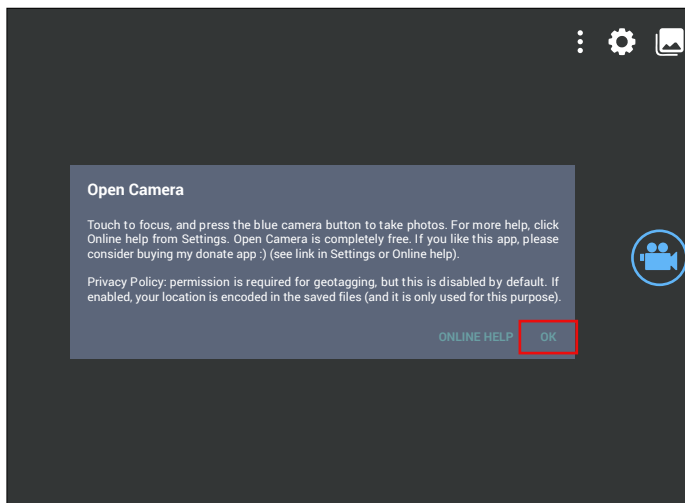 Open Camera
Touch to focus, and press the blue camera button to take photos. For more help, click
Online help from Settings. Open Camera is completely free. If you like this app, please
consider buying my donate app :) (see link in Settings or Online help).
Privacy Policy: permission is required for geotagging, but this is disabled by default. If
enabled, your location is encoded in the saved files (and it is only used for this purpose).
ONLINE HELP OK